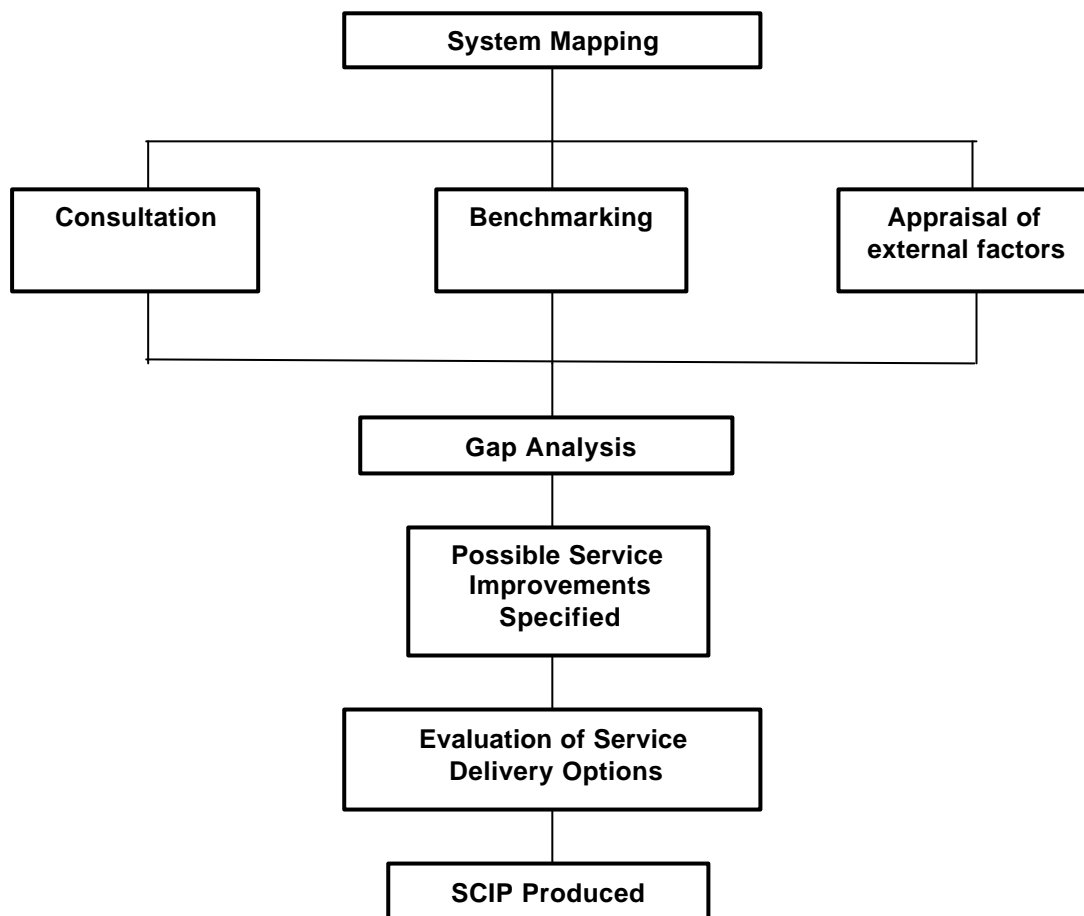 System Mapping
Consultation
Benchmarking
Appraisal of
external factors
Gap Analysis
Possible Service
Improvements
Specified
Evaluation of Service
Delivery Options
SCIP Produced